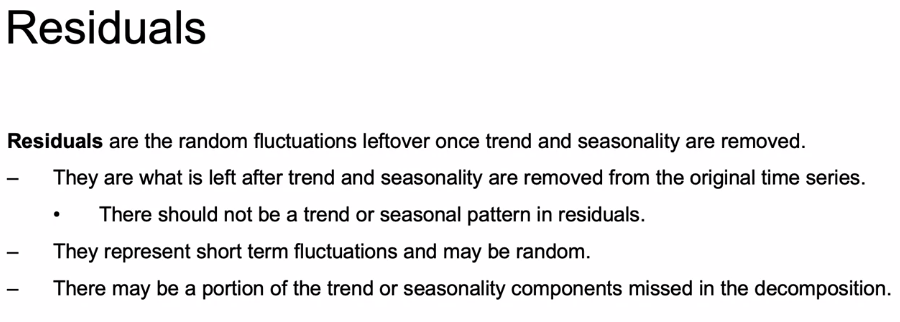 Residuals
Residuals are the random fluctuations leftover once trend and seasonality are removed.
– They are what is left after trend and seasonality are removed from the original time series.
• There should not be a trend or seasonal pattern in residuals.
– They represent short term fluctuations and may be random.
– There may be a portion of the trend or seasonality components missed in the decomposition.